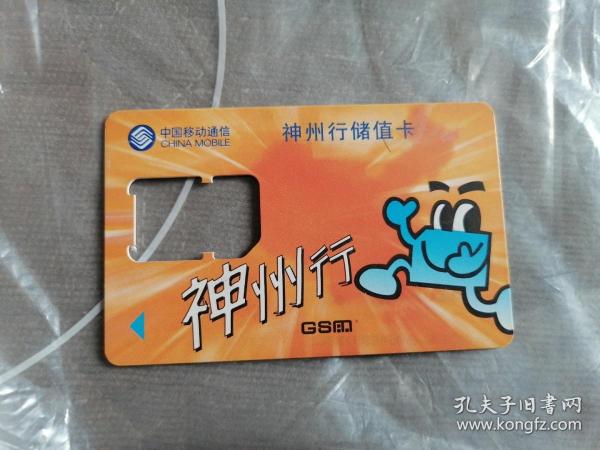 中国移动通信
CHINA MOBILE
神州行储值卡
神州行
GSM
孔夫子旧书网
www.kongfz.com